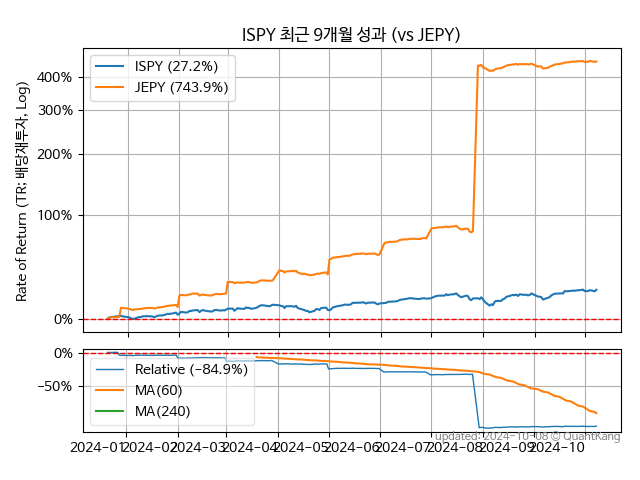 ISPY 최근 9개월 성과 (vs JEPY)
Rate of Return (TR; 배당재투자, Log)
ISPY (27.2%)
JEPY (743.9%)
400%
300%
200%
100%
0%
0%
−50%
Relative (−84.9%)
MA(60)
MA(240)
updated: 2024-10-08 © QuantKang
2024-01 2024-02 2024-03 2024-04 2024-05 2024-06 2024-07 2024-08 2024-09 2024-10